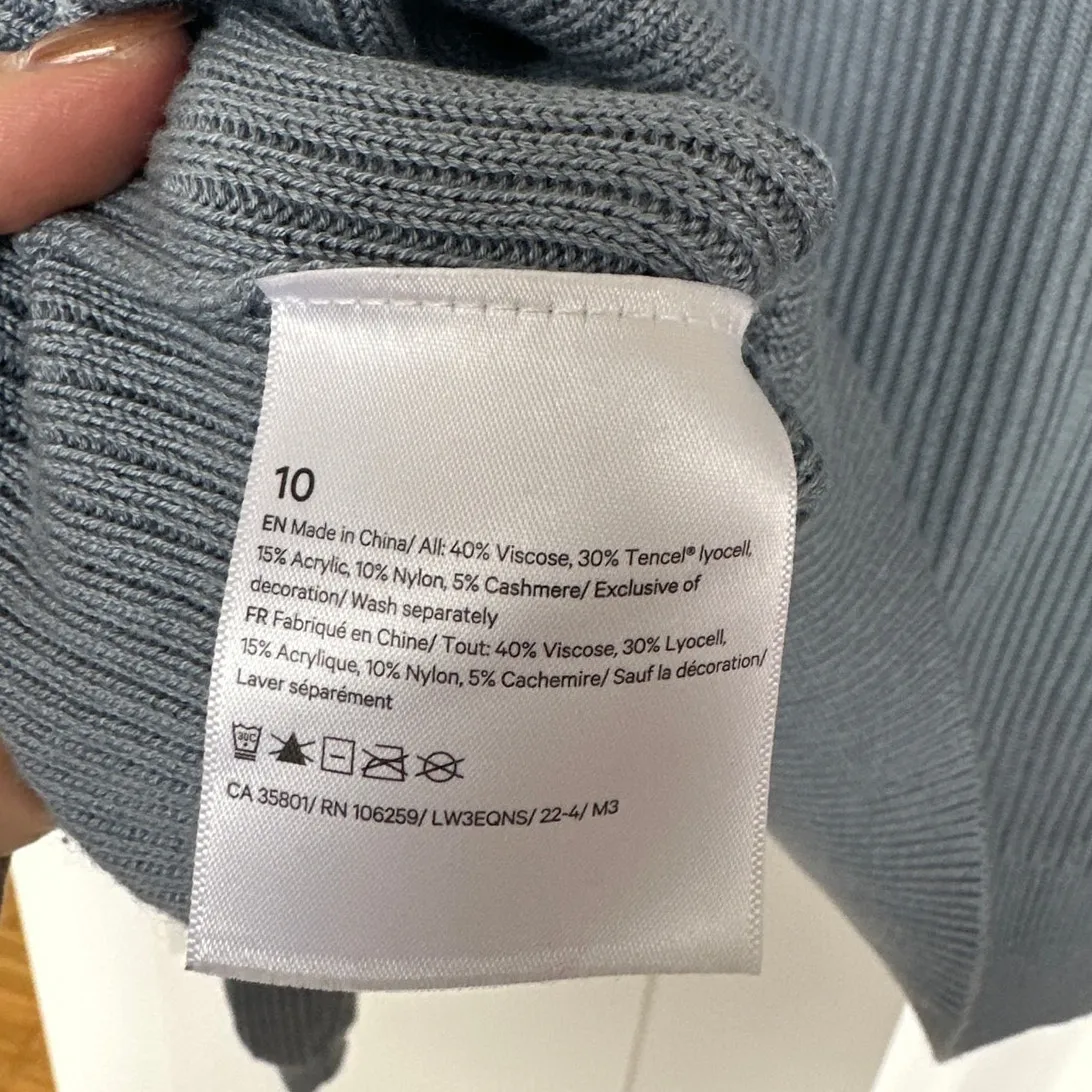 10
EN Made in China/ All: 40% Viscose, 30% Tencel® lyocell,
15% Acrylic, 10% Nylon, 5% Cashmere/ Exclusive of
decoration/ Wash separately
FR Fabriqué en Chine/ Tout: 40% Viscose, 30% Lyocell,
15% Acrylique, 10% Nylon, 5% Cachemire/ Sauf la décoration/
Laver séparément
30C
CA 35801/ RN 106259/ LW3EQNS/ 22-4/ M3